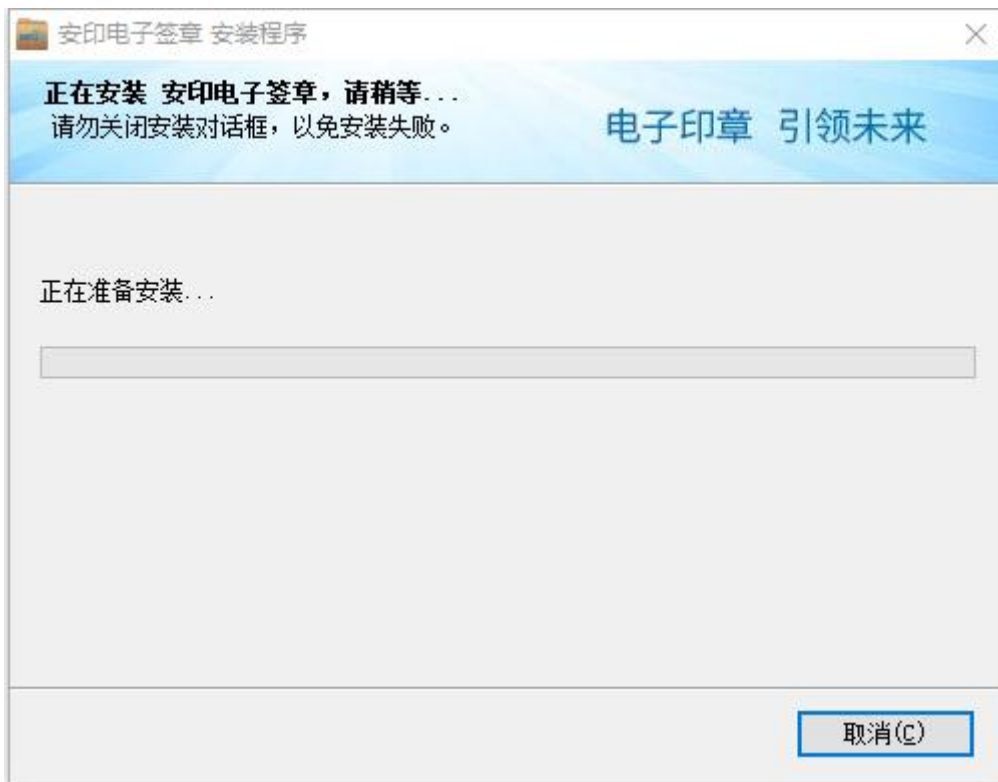 安印电子签章 安装程序
正在安装 安印电子签章，请稍等...
请勿关闭安装对话框，以免安装失败。
电子印章 引领未来
正在准备安装...
取消(C)